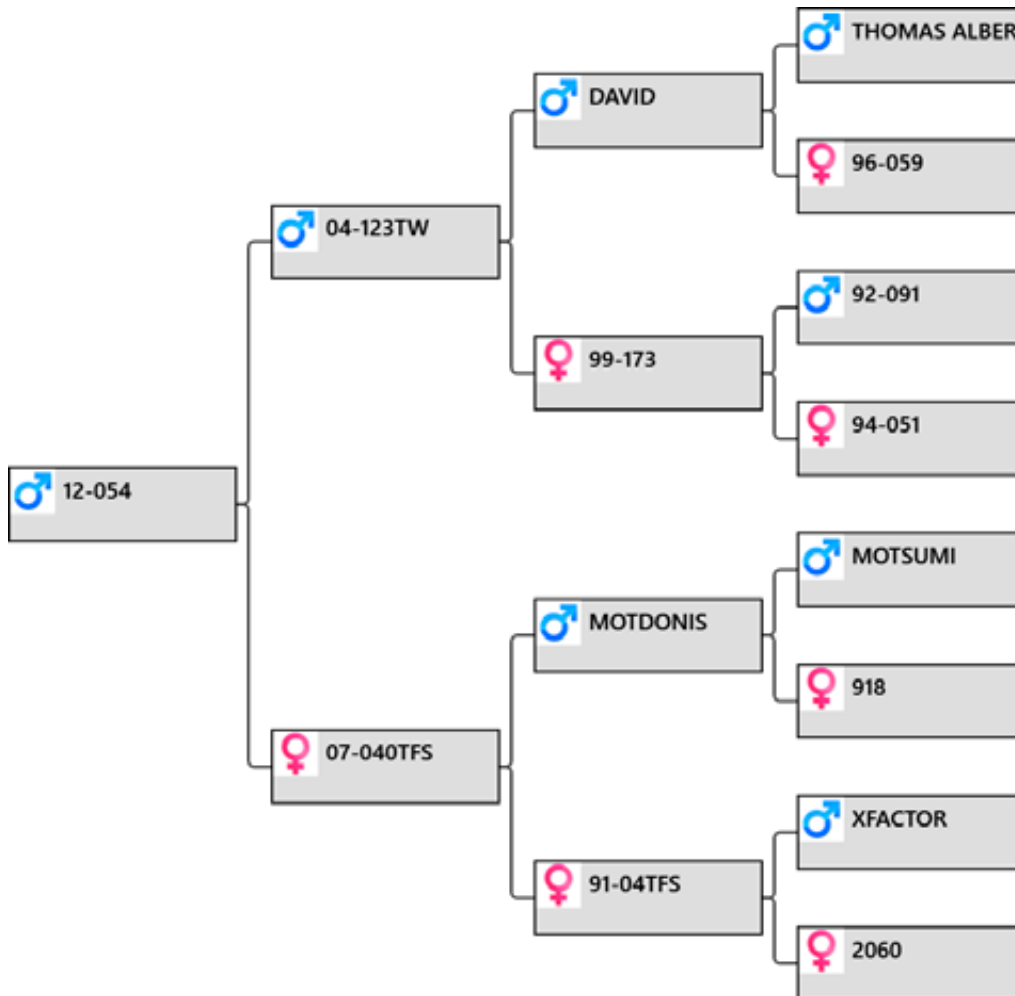 THOMAS ALBER
DAVID
96-059
04-123TW
92-091
99-173
94-051
12-054
MOTSUMI
MOTDONIS
918
07-040TFS
XFACTOR
91-04TFS
2060